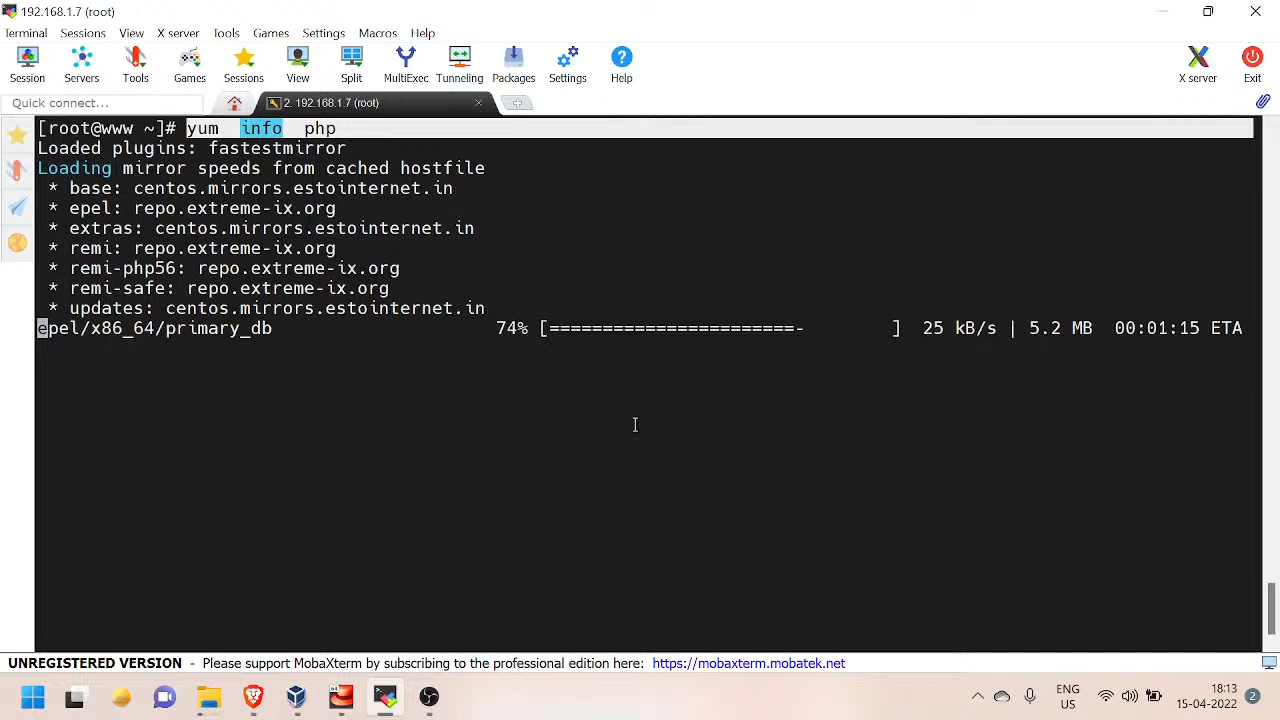 192.168.1.7 (root)
Terminal Sessions View X server Tools Games Settings Macros Help
Session Servers Tools Games Sessions View Split MultiExec Tunneling Packages Settings Help X server Exit
Quick connect... 2. 192.168.1.7 (root)
[root@www ~]# yum  info  php
Loaded plugins: fastestmirror
Loading mirror speeds from cached hostfile
 * base: centos.mirrors.estointernet.in
 * epel: repo.extreme-ix.org
 * extras: centos.mirrors.estointernet.in
 * remi: repo.extreme-ix.org
 * remi-php56: repo.extreme-ix.org
 * remi-safe: repo.extreme-ix.org
 * updates: centos.mirrors.estointernet.in
epel/x86_64/primary_db 74% [=======================- ] 25 kB/s | 5.2 MB 00:01:15 ETA
UNREGISTERED VERSION - Please support MobaXterm by subscribing to the professional edition here: https://mobaxterm.mobatek.net
ENG
US
18:13
15-04-2022
2